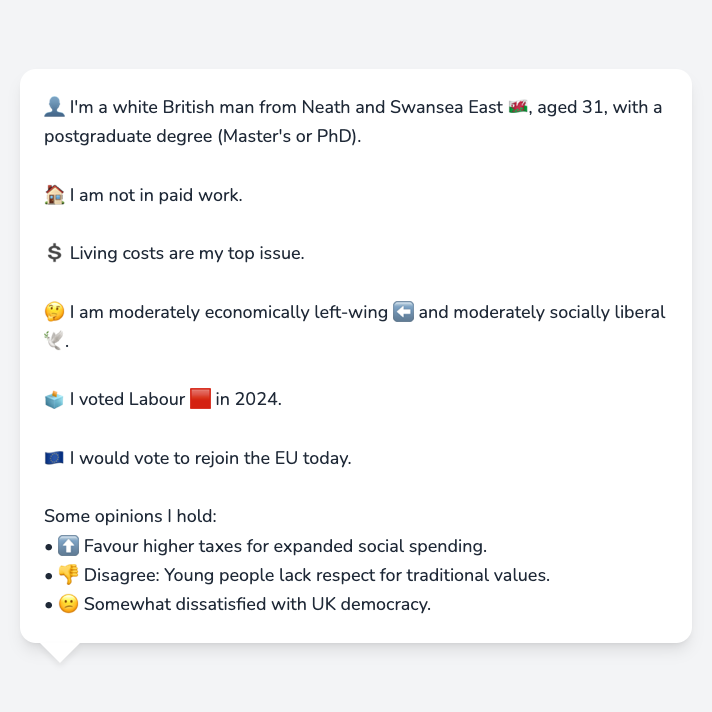 👤 I'm a white British man from Neath and Swansea East 🏴󠁧󠁢󠁷󠁬󠁳󠁿, aged 31, with a
postgraduate degree (Master's or PhD).
🏠 I am not in paid work.
💲 Living costs are my top issue.
🤔 I am moderately economically left-wing ⬅️ and moderately socially liberal
🕊️.
🗳️ I voted Labour 🟥 in 2024.
🇪🇺 I would vote to rejoin the EU today.
Some opinions I hold:
• ⬆️ Favour higher taxes for expanded social spending.
• 👎 Disagree: Young people lack respect for traditional values.
• 😕 Somewhat dissatisfied with UK democracy.